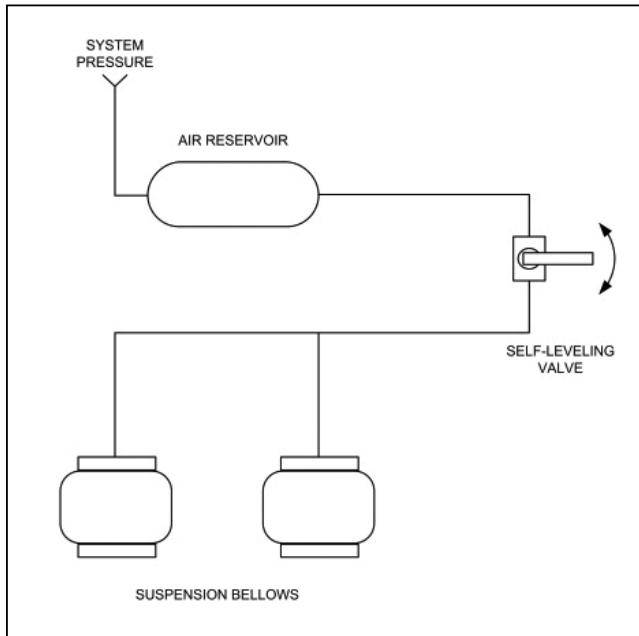 SYSTEM
PRESSURE
AIR RESERVOIR
SELF-LEVELING
VALVE
SUSPENSION BELLOWS